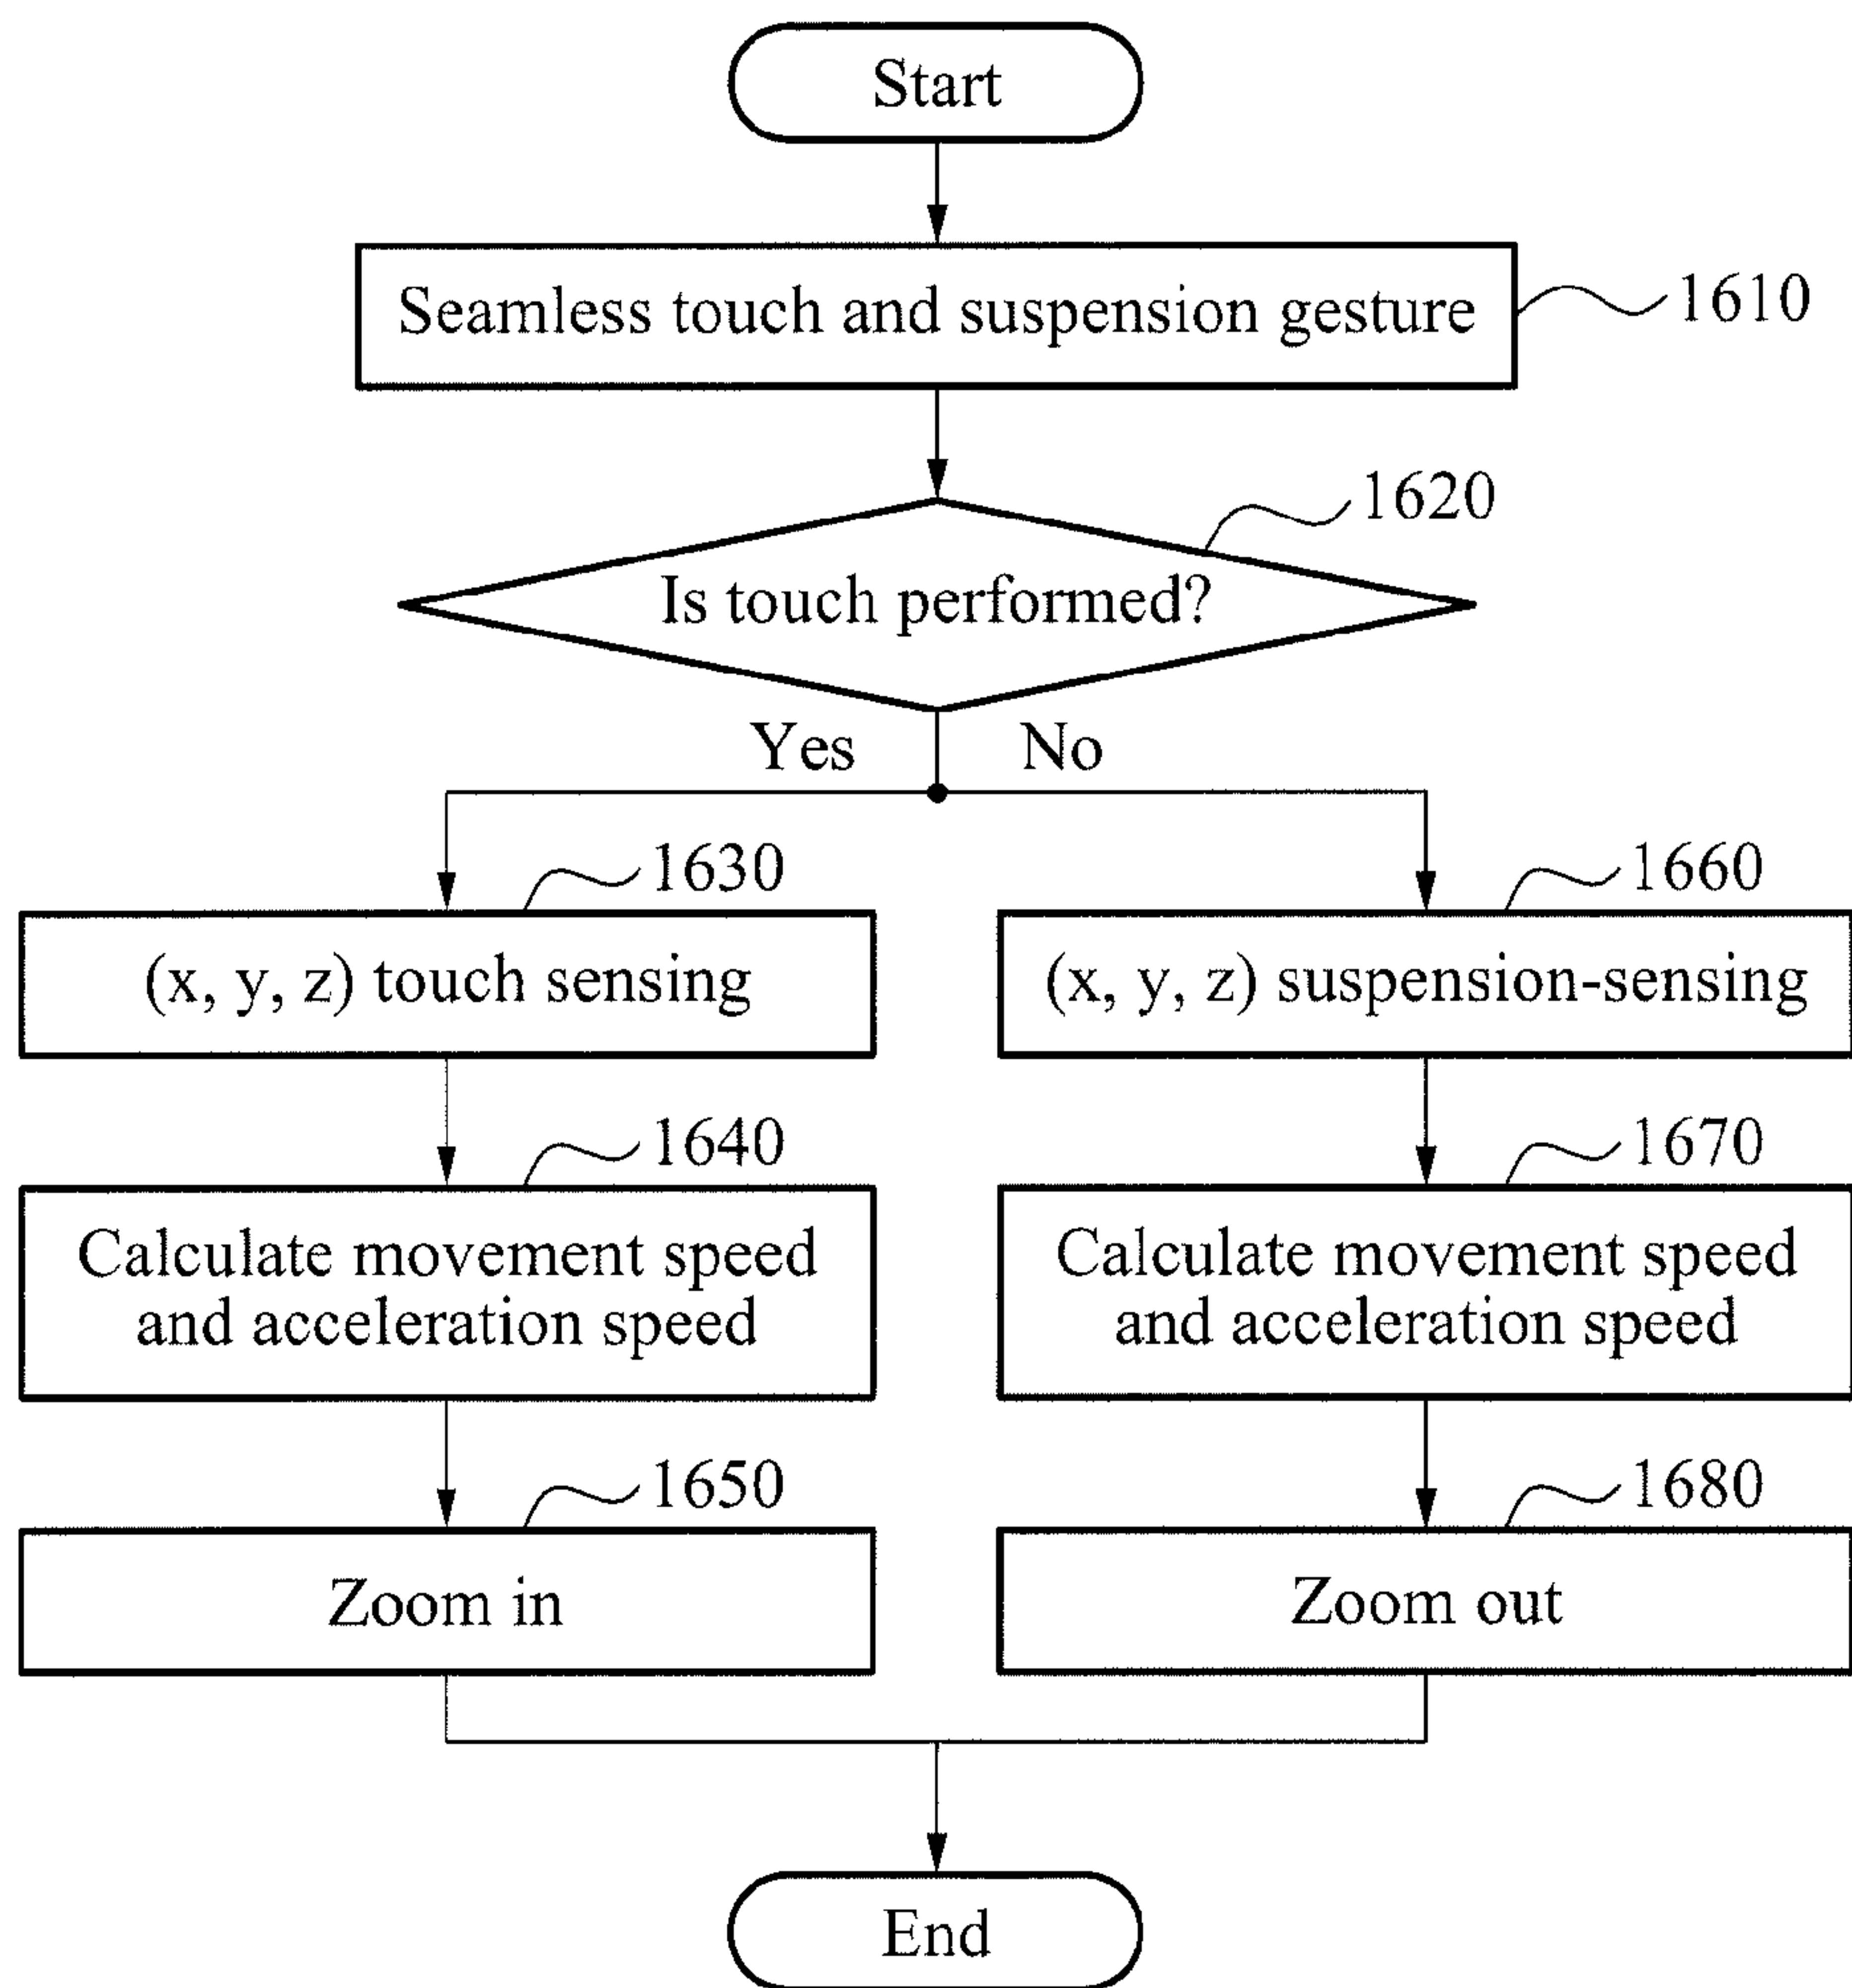 Start
Seamless touch and suspension gesture
1610
1620
Is touch performed?
Yes
No
1630
1660
(x, y, z) touch sensing
(x, y, z) suspension-sensing
1640
1670
Calculate movement speed
and acceleration speed
Calculate movement speed
and acceleration speed
1650
1680
Zoom in
Zoom out
End